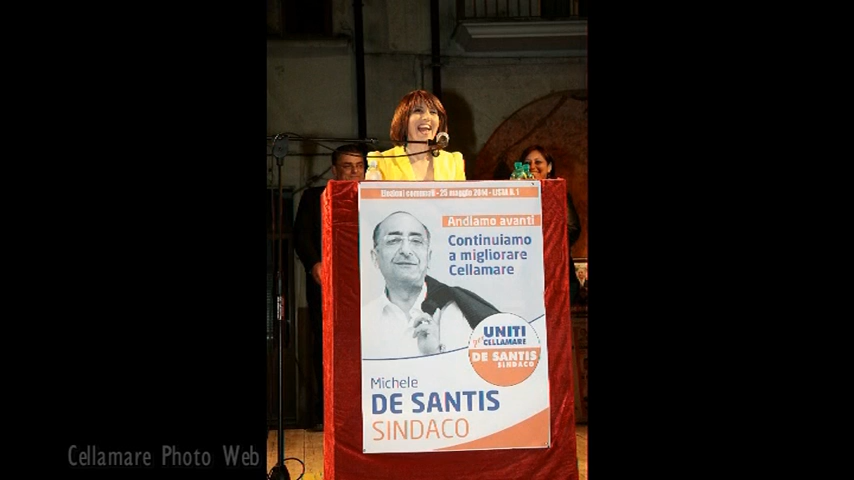 Elezioni comunali - 25 maggio 2014 - LISTA N. 1
Andiamo avanti
Continuiamo
a migliorare
Cellamare
UNITI
per CELLAMARE
DE SANTIS
SINDACO
Michele
DE SANTIS
SINDACO
Cellamare Photo Web